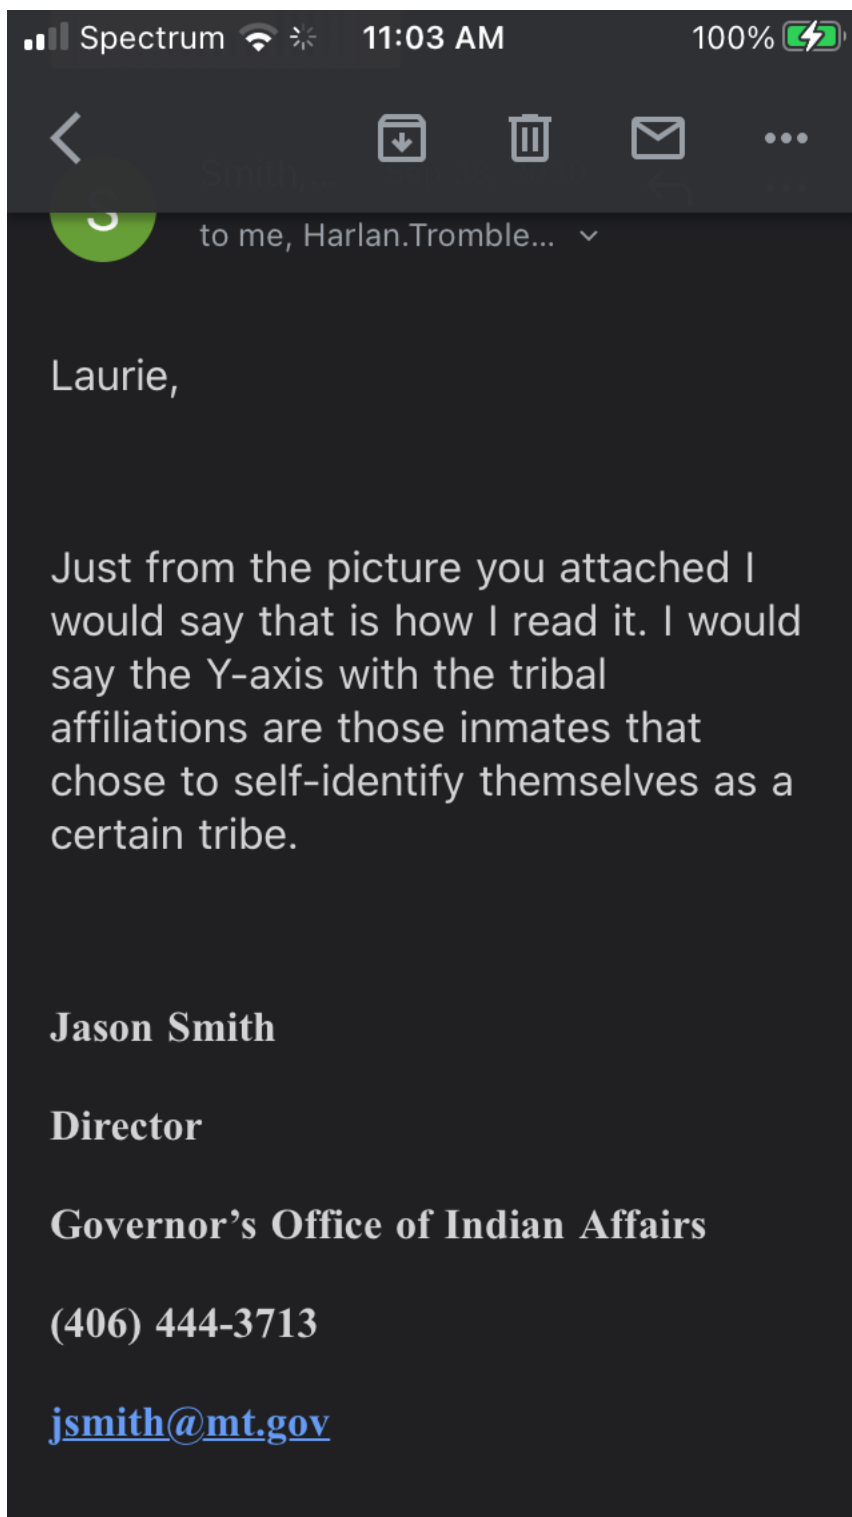 Spectrum 11:03 AM 100%
S
to me, Harlan.Tromble...
Laurie,
Just from the picture you attached I
would say that is how I read it. I would
say the Y-axis with the tribal
affiliations are those inmates that
chose to self-identify themselves as a
certain tribe.
Jason Smith
Director
Governor’s Office of Indian Affairs
(406) 444-3713
jsmith@mt.gov